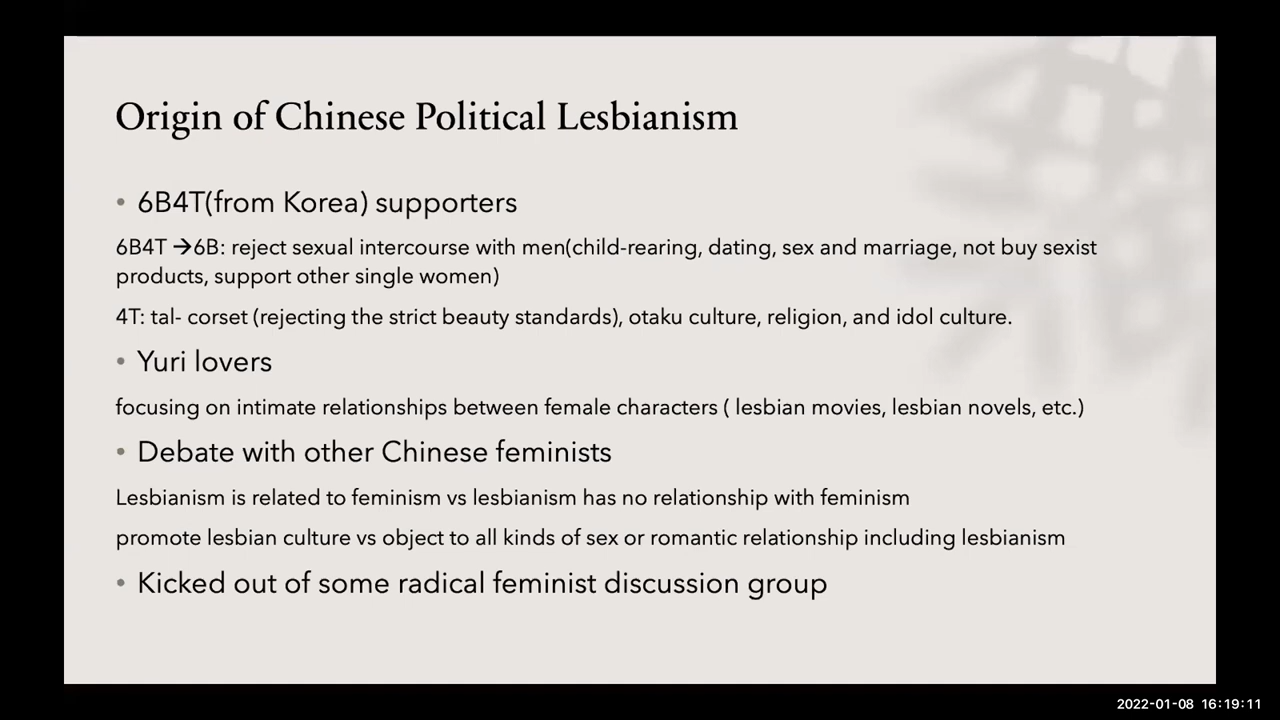 Origin of Chinese Political Lesbianism
• 6B4T(from Korea) supporters
6B4T →6B: reject sexual intercourse with men(child-rearing, dating, sex and marriage, not buy sexist
products, support other single women)
4T: tal- corset (rejecting the strict beauty standards), otaku culture, religion, and idol culture.
• Yuri lovers
focusing on intimate relationships between female characters ( lesbian movies, lesbian novels, etc.)
• Debate with other Chinese feminists
Lesbianism is related to feminism vs lesbianism has no relationship with feminism
promote lesbian culture vs object to all kinds of sex or romantic relationship including lesbianism
• Kicked out of some radical feminist discussion group
2022-01-08 16:19:11